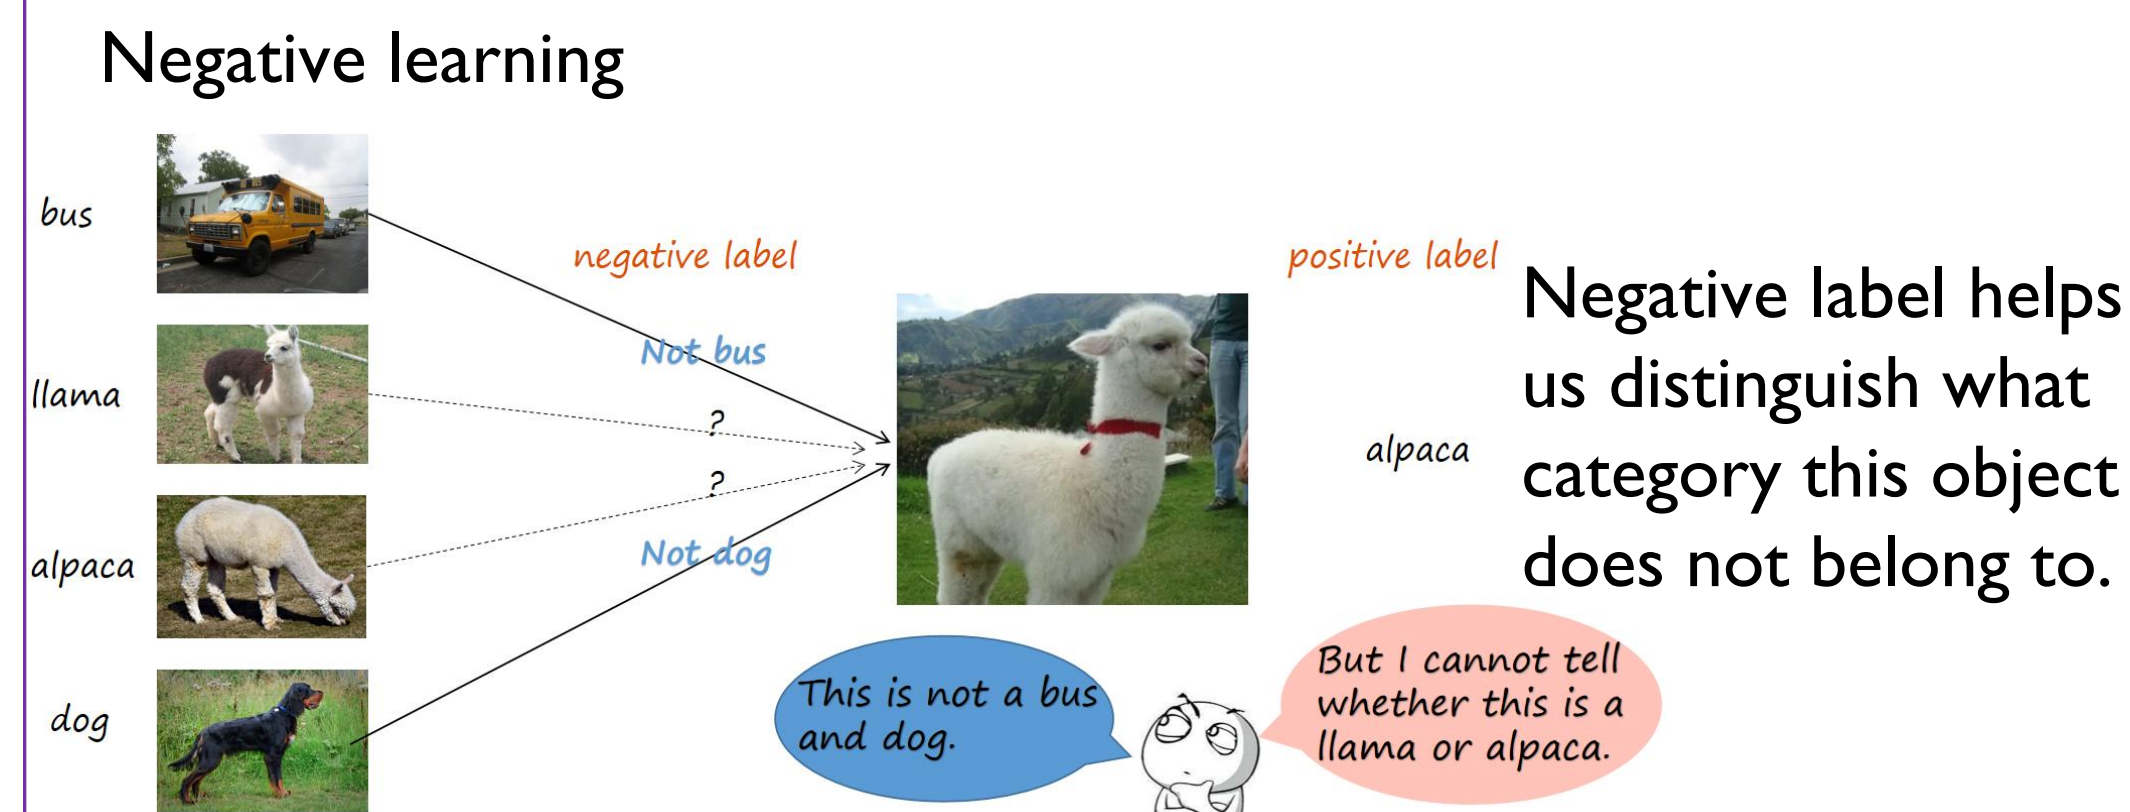 Negative learning
bus
llama
alpaca
dog
negative label
Not bus
?
?
Not dog
positive label
alpaca
Negative label helps
us distinguish what
category this object
does not belong to.
This is not a bus
and dog.
But I cannot tell
whether this is a
llama or alpaca.